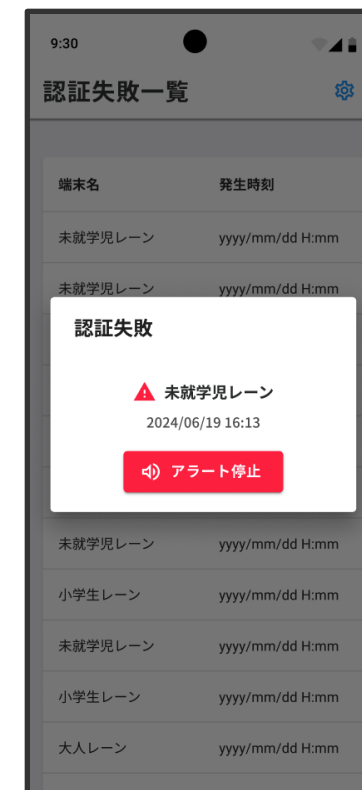 9:30
認証失敗一覧
端末名 発生時刻
未就学児レーン yyyy/mm/dd H:mm
未就学児レーン yyyy/mm/dd H:mm
認証失敗
未就学児レーン
2024/06/19 16:13
アラート停止
未就学児レーン yyyy/mm/dd H:mm
小学生レーン yyyy/mm/dd H:mm
未就学児レーン yyyy/mm/dd H:mm
小学生レーン yyyy/mm/dd H:mm
大人レーン yyyy/mm/dd H:mm